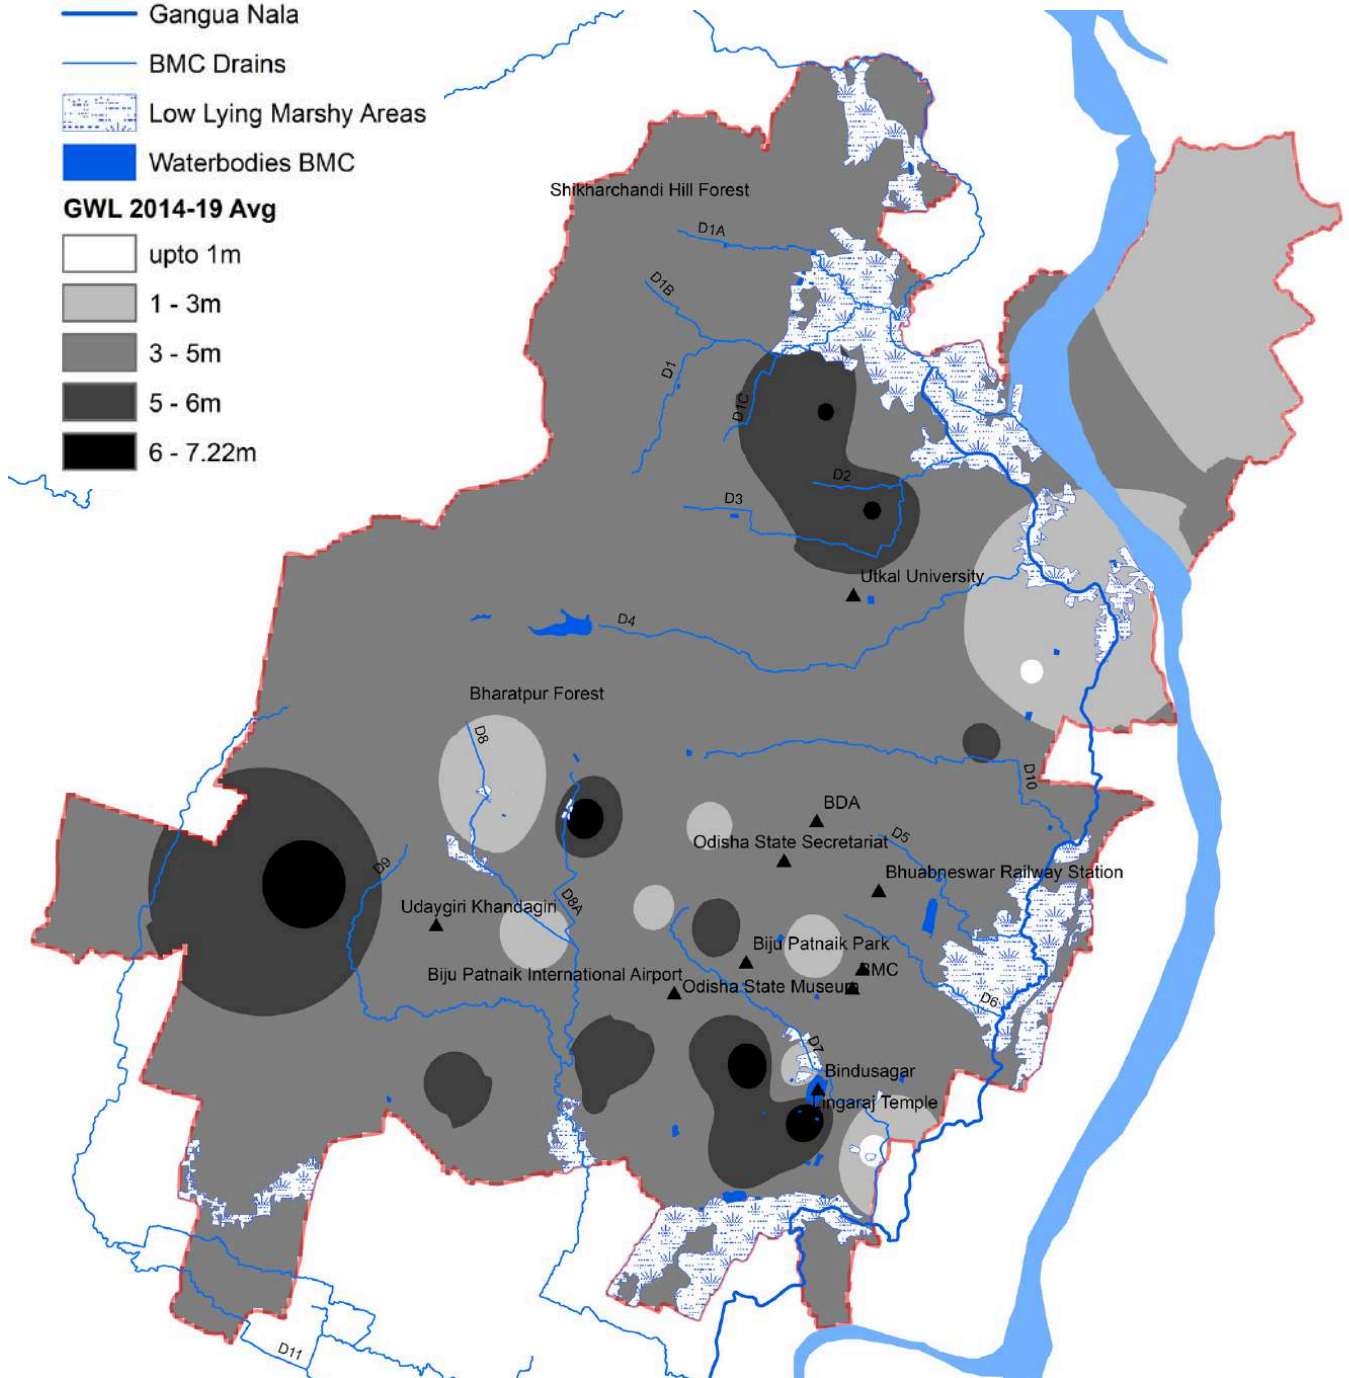 Gangua Nala
BMC Drains
Low Lying Marshy Areas
Waterbodies BMC
GWL 2014-19 Avg
upto 1m
1 - 3m
3 - 5m
5 - 6m
6 - 7.22m
Shikharchandi Hill Forest
D1A
D1B
D1
D1C
D2
D3
Utkal University
D4
Bharatpur Forest
D8
D10
BDA
Odisha State Secretariat
D5
Bhuabneswar Railway Station
D9
D8A
Udaygiri Khandagiri
Biju Patnaik Park
BMC
Biju Patnaik International Airport
Odisha State Museum
D6
D7
Bindusagar
Lingaraj Temple
D11